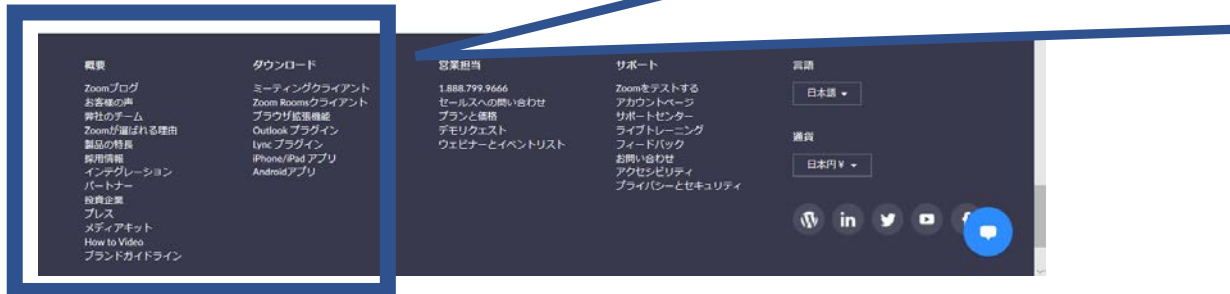 概要
Zoomブログ
お客様の声
弊社のチーム
Zoomが選ばれる理由
製品の特長
採用情報
インテグレーション
パートナー
投資企業
プレス
メディアキット
How to Video
ブランドガイドライン
ダウンロード
ミーティングクライアント
Zoom Roomsクライアント
ブラウザ拡張機能
Outlook プラグイン
Lync プラグイン
iPhone/iPad アプリ
Androidアプリ
営業担当
1.888.799.9666
セールスへの問い合わせ
プランと価格
デモリクエスト
ウェビナーとイベントリスト
サポート
Zoomをテストする
アカウントページ
サポートセンター
ライブトレーニング
フィードバック
お問い合わせ
アクセシビリティ
プライバシーとセキュリティ
言語
日本語
通貨
日本円 ¥
in